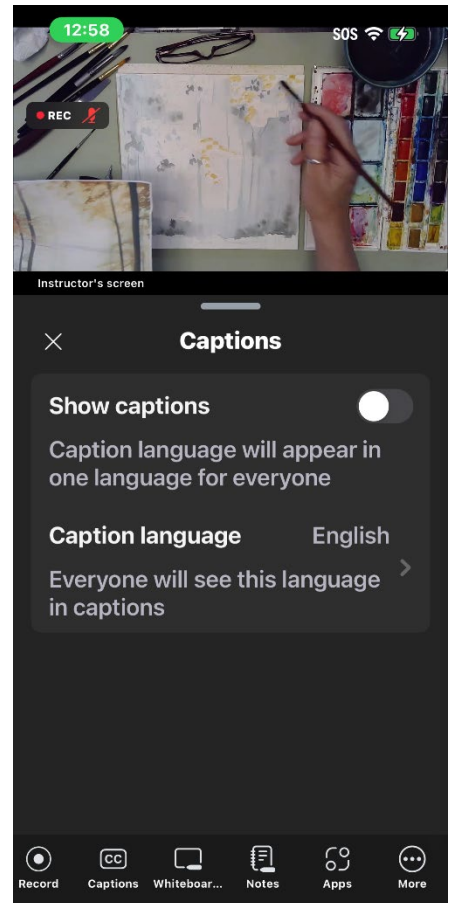 12:58
SOS
REC
Instructor's screen
Captions
Show captions
Caption language will appear in
one language for everyone
Caption language English
Everyone will see this language
in captions
CC
Record Captions Whiteboar... Notes Apps More